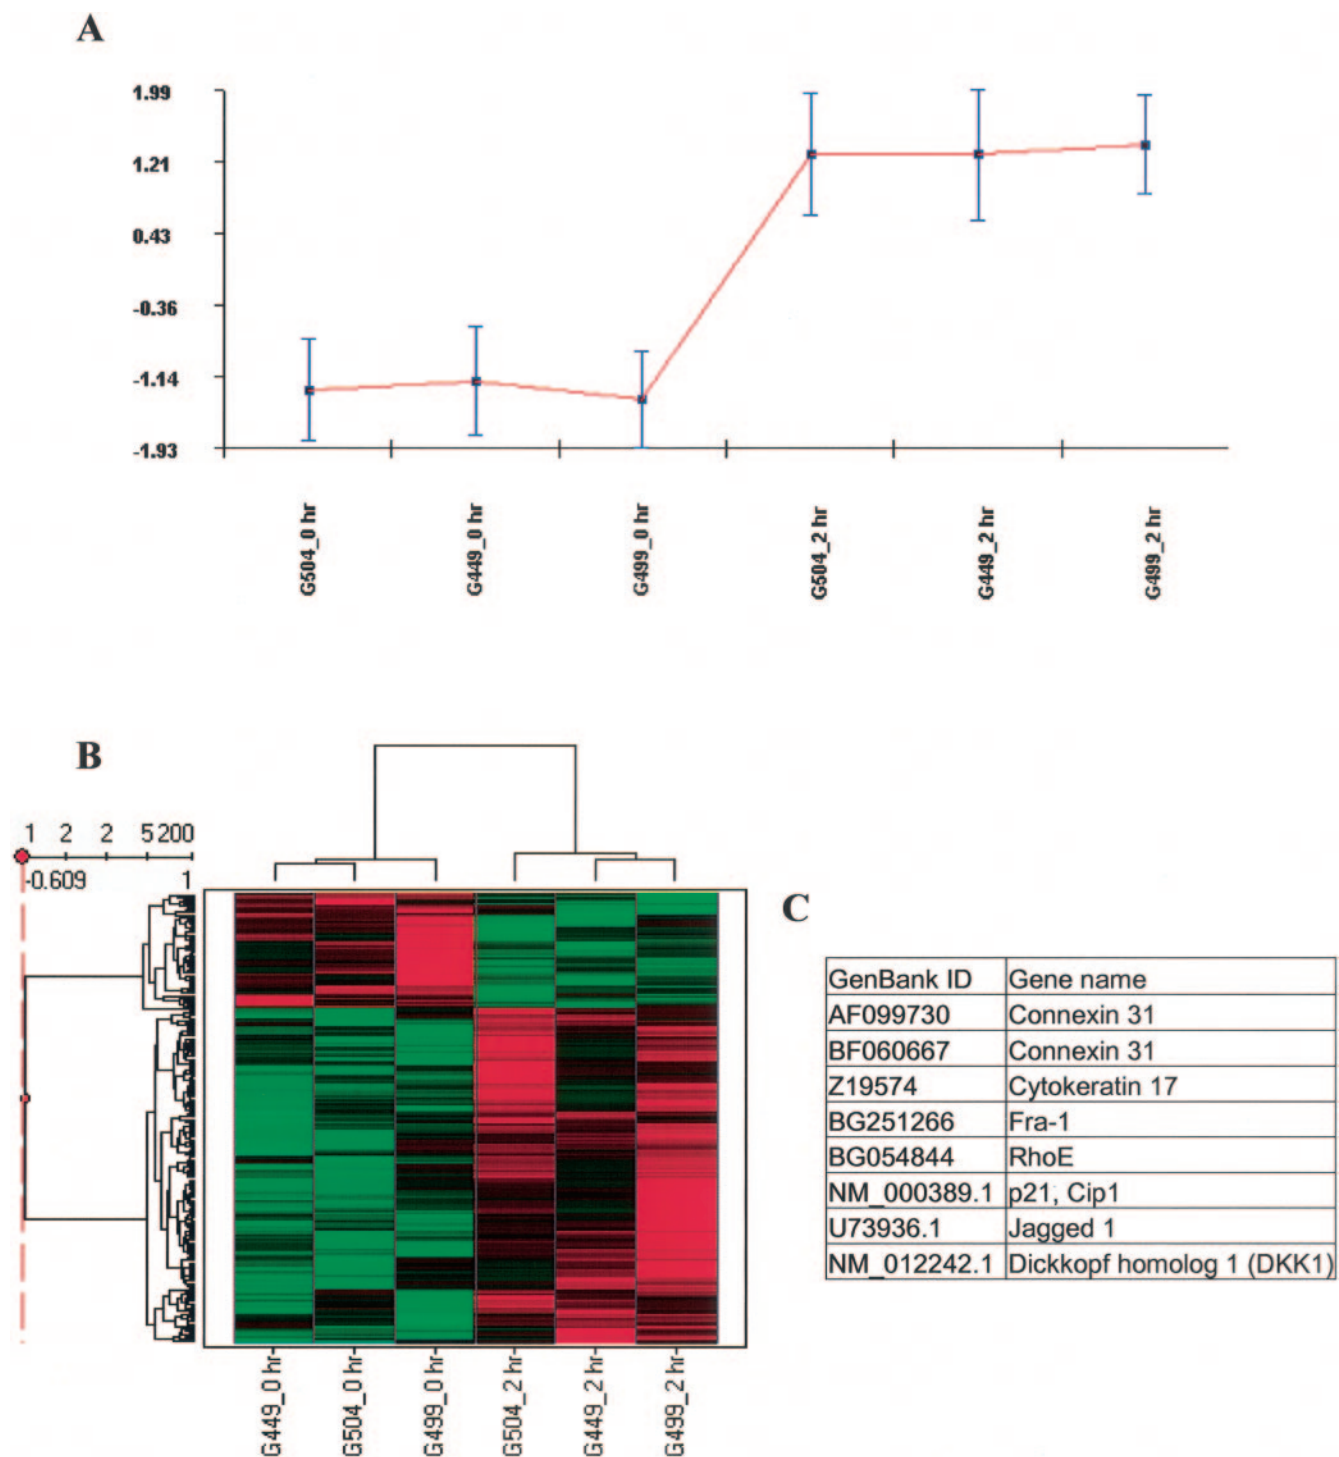 A
1.99
1.21
0.43
-0.36
-1.14
-1.93
G504_0 hr
G449_0 hr
G499_0 hr
G504_2 hr
G449_2 hr
G499_2 hr
B
1 2 2 5 200
-0.609 1
G449_0 hr
G504_0 hr
G499_0 hr
G504_2 hr
G449_2 hr
G499_2 hr
C
GenBank ID Gene name
AF099730 Connexin 31
BF060667 Connexin 31
Z19574 Cytokeratin 17
BG251266 Fra-1
BG054844 RhoE
NM_000389.1 p21, Cip1
U73936.1 Jagged 1
NM_012242.1 Dickkopf homolog 1 (DKK1)